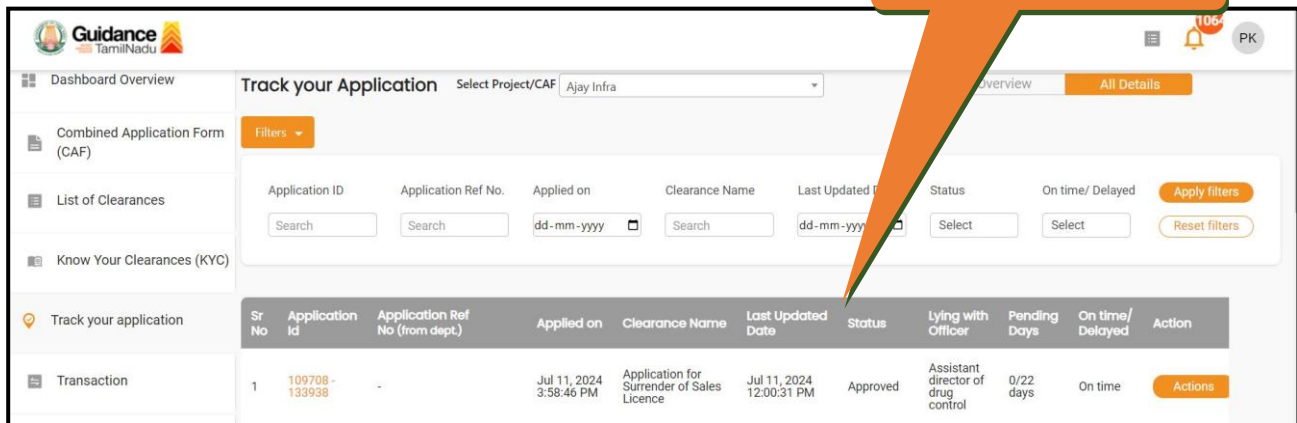 Guidance
TamilNadu
1064
PK
Dashboard Overview
Track your Application
Select Project/CAF
Ajay Infra
All Details
Combined Application Form
(CAF)
Filters
List of Clearances
Application ID
Application Ref No.
Applied on
Clearance Name
Last Updated D
Status
On time/ Delayed
Apply filters
Search
Search
dd-mm-yyyy
Search
dd-mm-yyy
Select
Select
Reset filters
Know Your Clearances (KYC)
Track your application
Sr
No
Application
Id
Application Ref
No (from dept.)
Applied on
Clearance Name
Last Updated
Date
Status
Lying with
Officer
Pending
Days
On time/
Delayed
Action
Transaction
1
109708 -
133938
-
Jul 11, 2024
3:58:46 PM
Application for
Surrender of Sales
Licence
Jul 11, 2024
12:00:31 PM
Approved
Assistant
director of
drug
control
0/22
days
On time
Actions